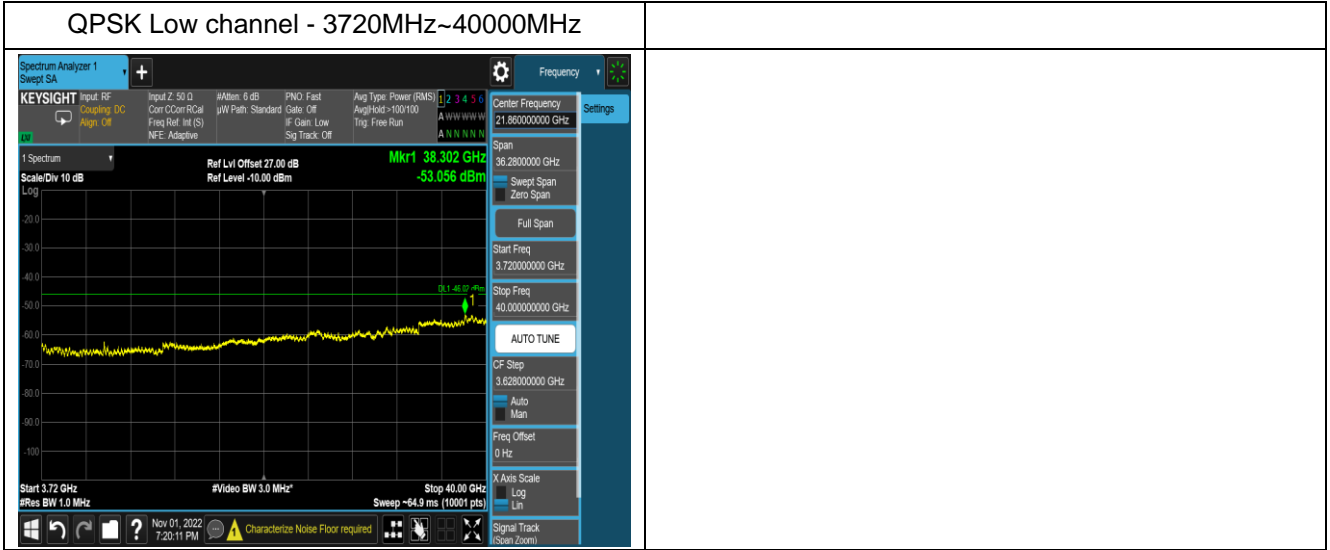 QPSK Low channel - 3720MHz~40000MHz
Spectrum Analyzer 1
Swept SA
+
Frequency
KEYSIGHT
Input: RF
Coupling: DC
Align: Off
Input Z: 50 Ω
Corr CCorr RCal
Freq Ref: Int (S)
NFE: Adaptive
#Atten: 6 dB
µW Path: Standard
PNO: Fast
Gate: Off
IF Gain: Low
Sig Track: Off
Avg Type: Power (RMS)
Avg|Hold >100/100
Trig: Free Run
1 2 3 4 5 6
A W W W W W
A N N N N N
LXI
Settings
Center Frequency
21.860000000 GHz
1 Spectrum
Scale/Div 10 dB
Log
Ref Lvl Offset 27.00 dB
Ref Level -10.00 dBm
Mkr1 38.302 GHz
-53.056 dBm
-20.0
-30.0
-40.0
-50.0
-60.0
-70.0
-80.0
-90.0
-100
DL1 -46.02 dBm
1
Start 3.72 GHz
#Res BW 1.0 MHz
#Video BW 3.0 MHz*
Stop 40.00 GHz
Sweep ~64.9 ms (10001 pts)
Span
36.2800000 GHz
Swept Span
Zero Span
Full Span
Start Freq
3.720000000 GHz
Stop Freq
40.000000000 GHz
AUTO TUNE
CF Step
3.628000000 GHz
Auto
Man
Freq Offset
0 Hz
X Axis Scale
Log
Lin
Signal Track
(Span Zoom)
?
Nov 01, 2022
7:20:11 PM
1
Characterize Noise Floor required